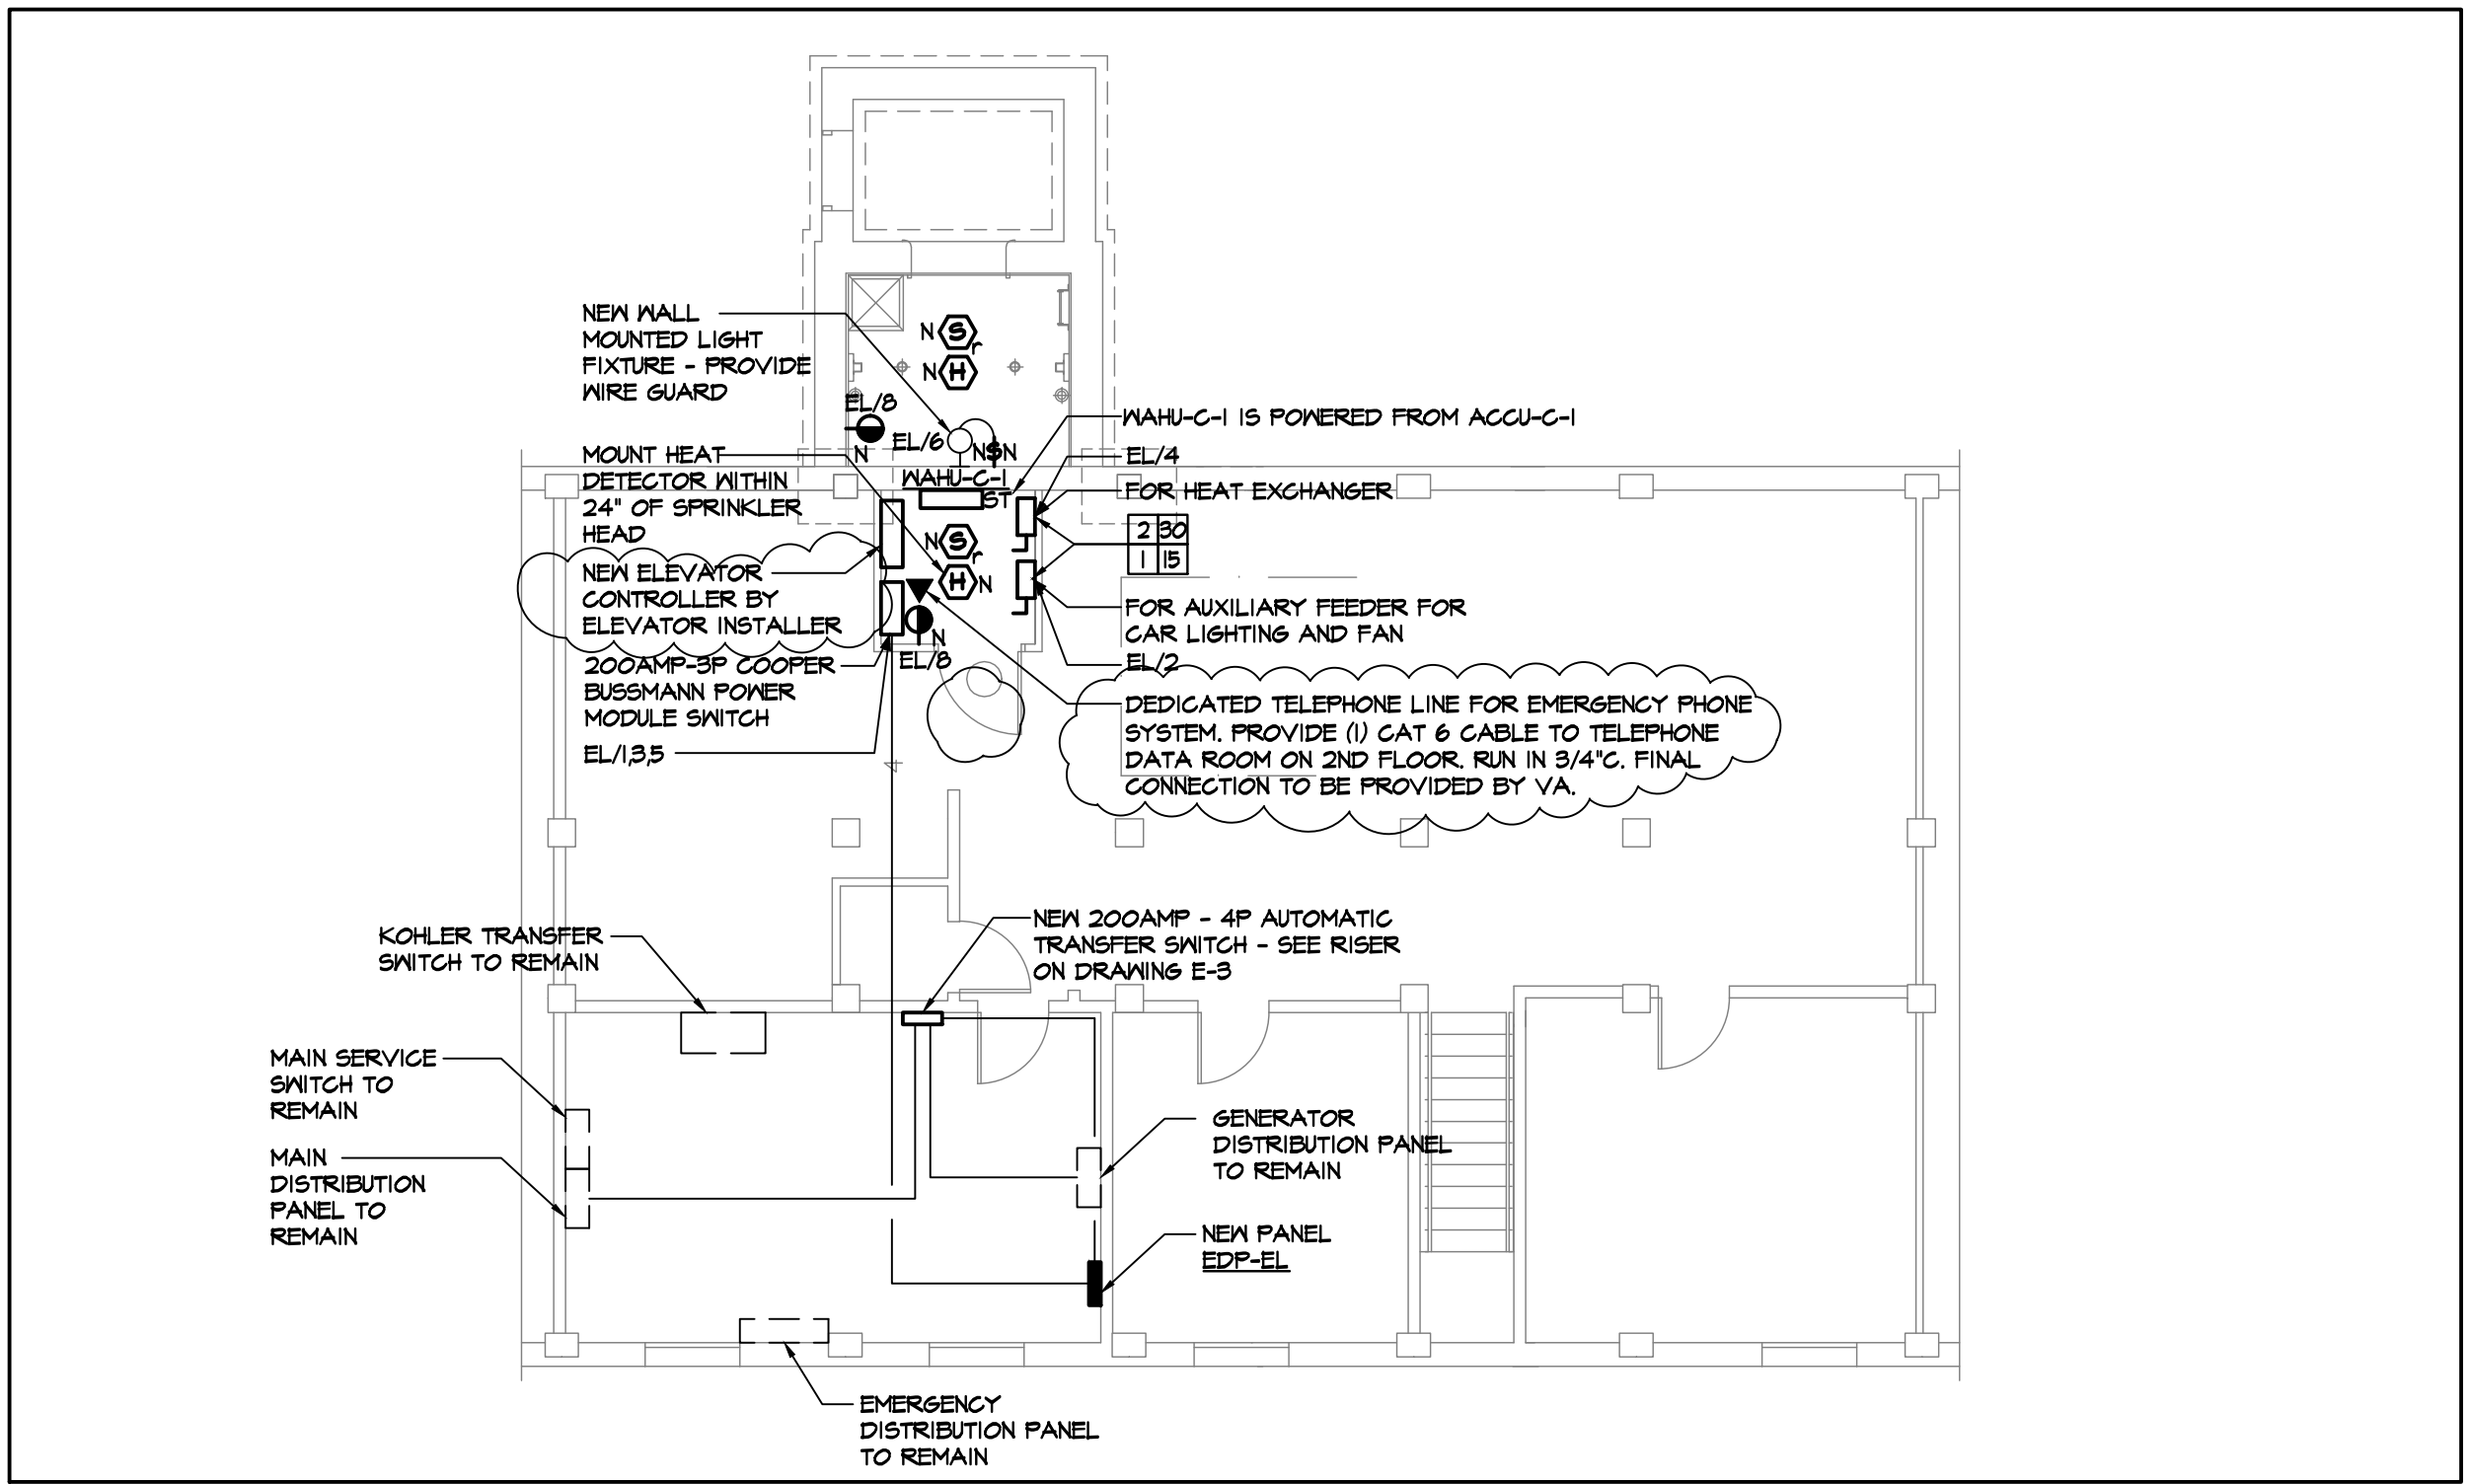 NEW WALL
MOUNTED LIGHT
FIXTURE - PROVIDE
WIRE GUARD
MOUNT HEAT
DETECTOR WITHIN
24" OF SPRINKLER
HEAD
NEW ELEVATOR
CONTROLLER BY
ELEVATOR INSTALLER
200AMP-3P COOPER
BUSSMANN POWER
MODULE SWITCH
EL/1,3,5
N S r
N H
EL/8
N
EL/6
N$N
WAHU-C-1
ST
N S r
H N
N
EL/8
4
WAHU-C-1 IS POWERED FROM ACCU-C-1
EL/4
FOR HEAT EXCHANGER
2 30
1 15
FOR AUXILIARY FEEDER FOR
CAR LIGHTING AND FAN
EL/2
DEDICATED TELEPHONE LINE FOR EMERGENCY PHONE
SYSTEM. PROVIDE (1) CAT 6 CABLE TO TELEPHONE
DATA ROOM ON 2ND FLOOR. RUN IN 3/4"C. FINAL
CONNECTION TO BE PROVIDED BY VA.
KOHLER TRANSFER
SWITCH TO REMAIN
NEW 200AMP - 4P AUTOMATIC
TRANSFER SWITCH - SEE RISER
ON DRAWING E-3
MAIN SERVICE
SWITCH TO
REMAIN
MAIN
DISTRIBUTION
PANEL TO
REMAIN
GENERATOR
DISTRIBUTION PANEL
TO REMAIN
NEW PANEL
EDP-EL
EMERGENCY
DISTRIBUTION PANEL
TO REMAIN